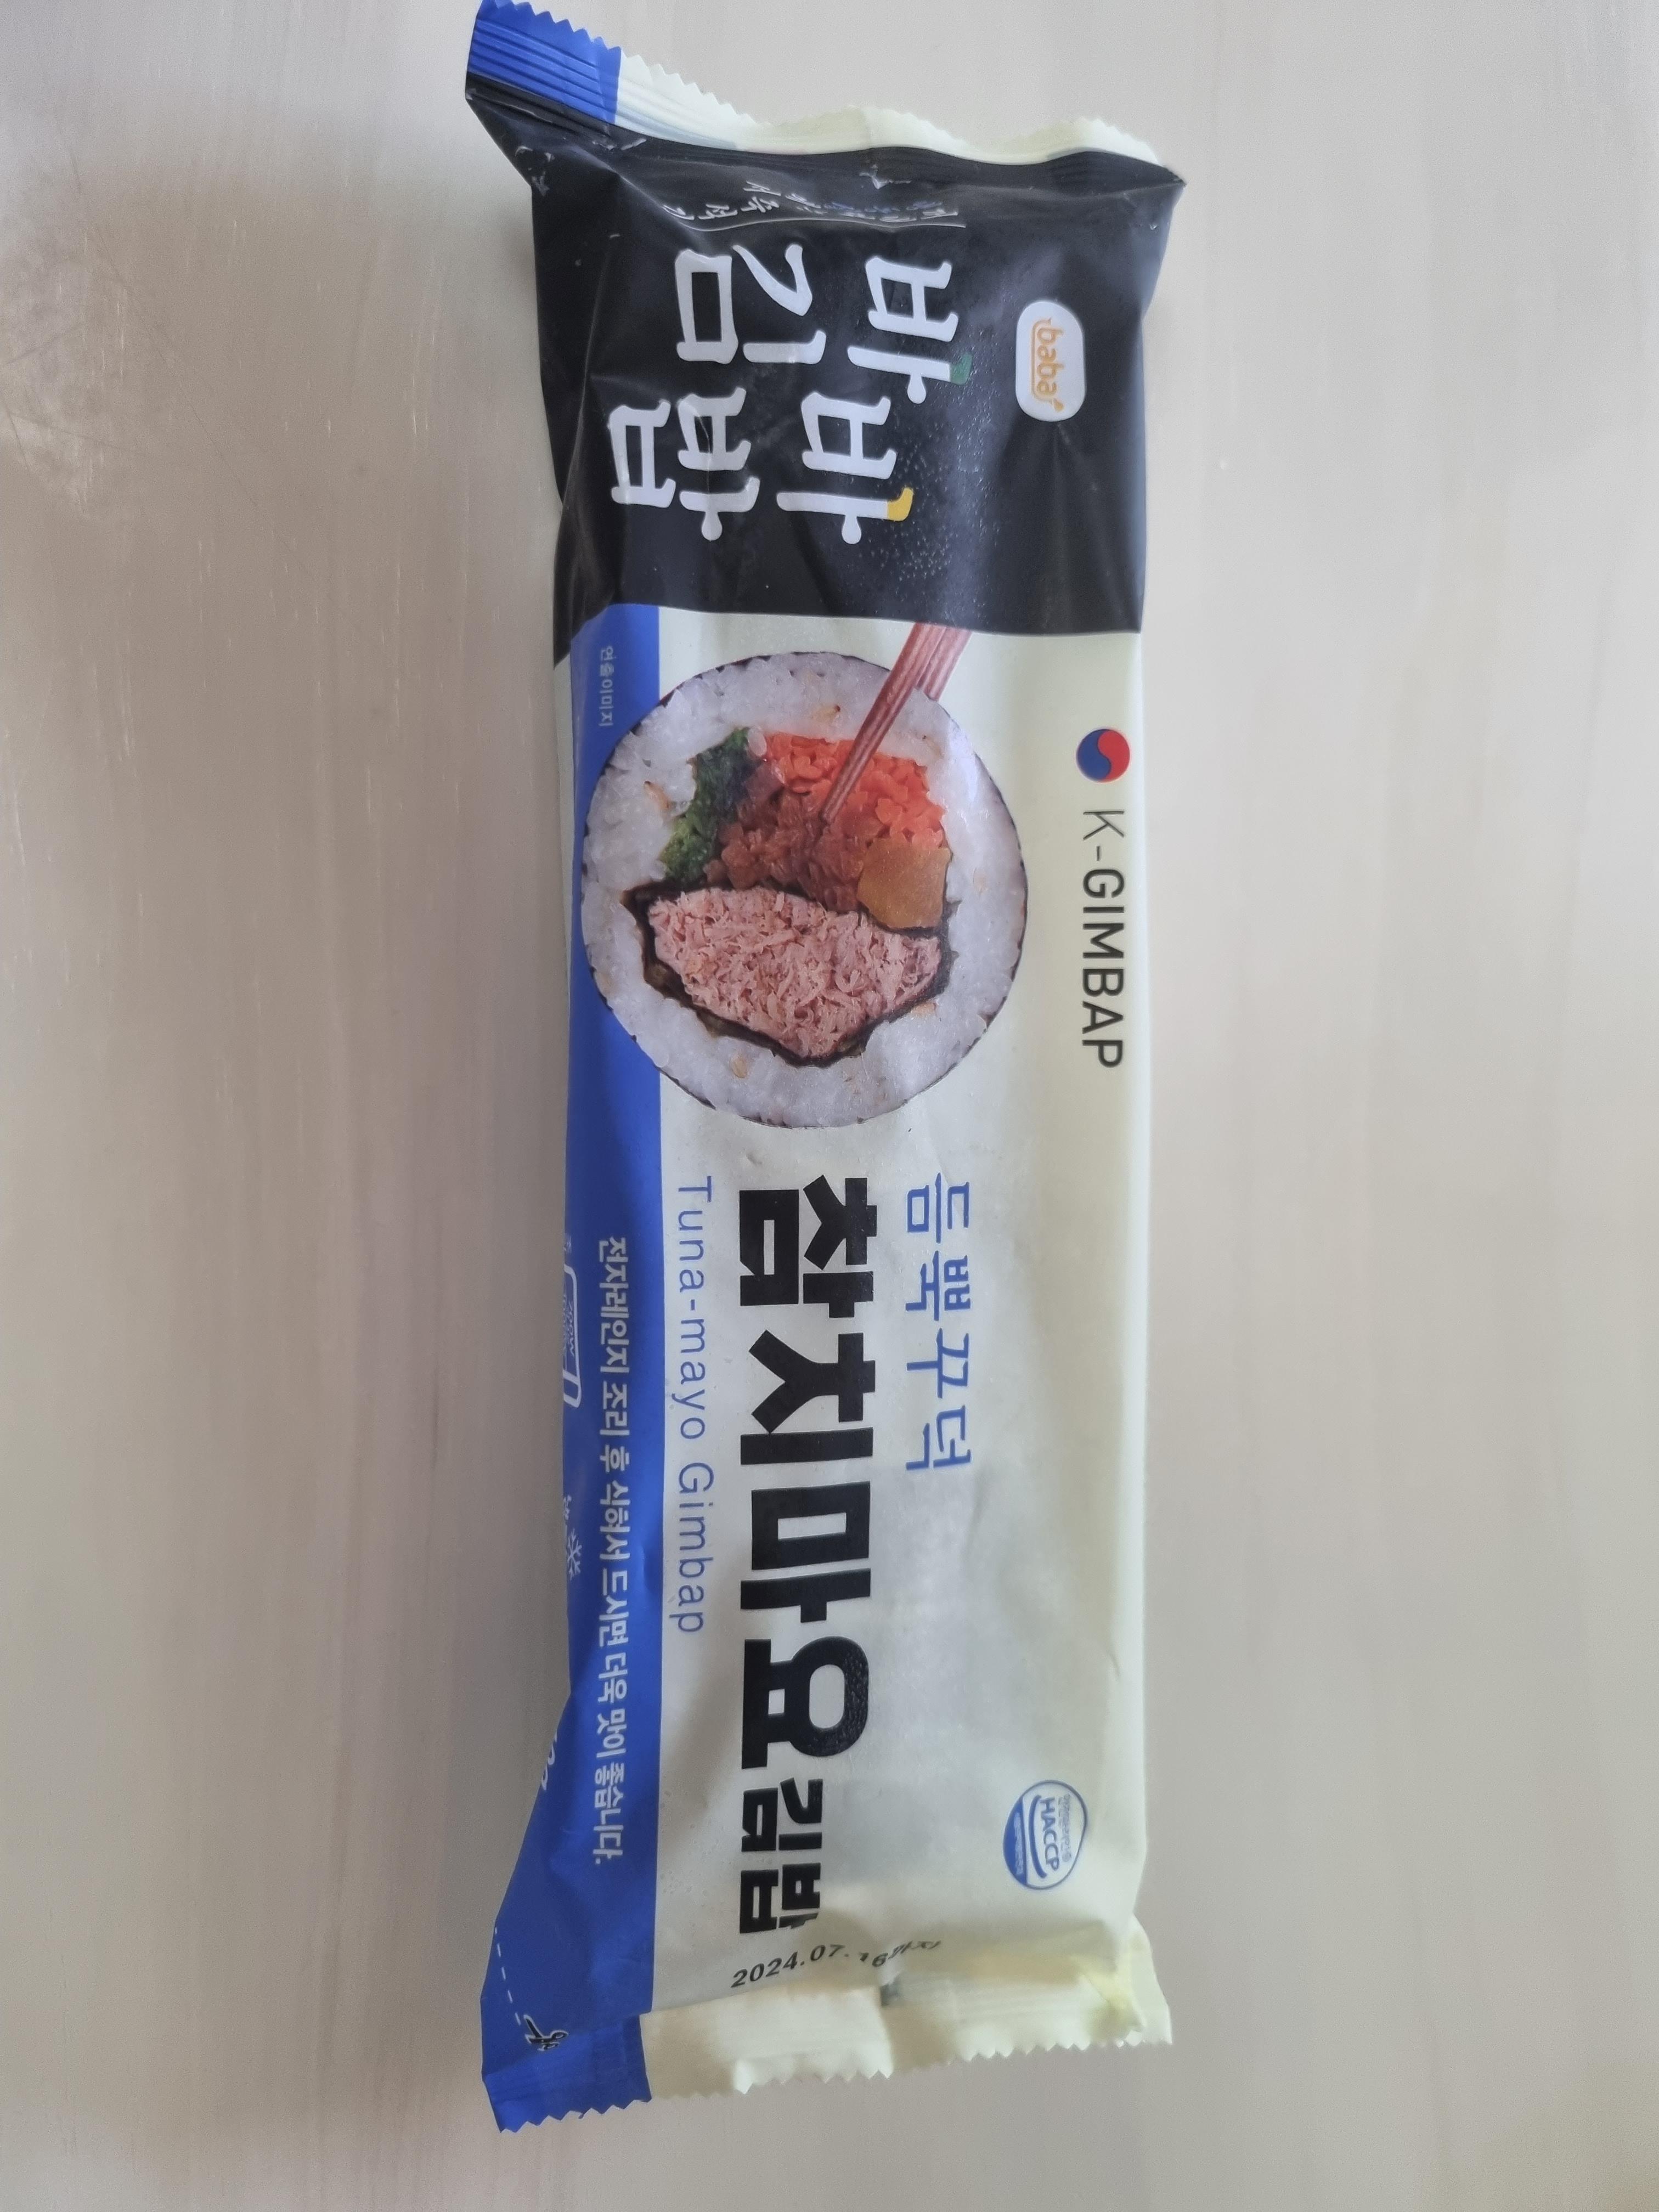 baba
바바
김밥
K-GIMBAP
듬뿍꾸덕
참치마요김밥
Tuna-mayo Gimbap
연출이미지
전자레인지 조리 후 식혀서 드시면 더욱 맛이 좋습니다.
HACCP
2024.07.16까지